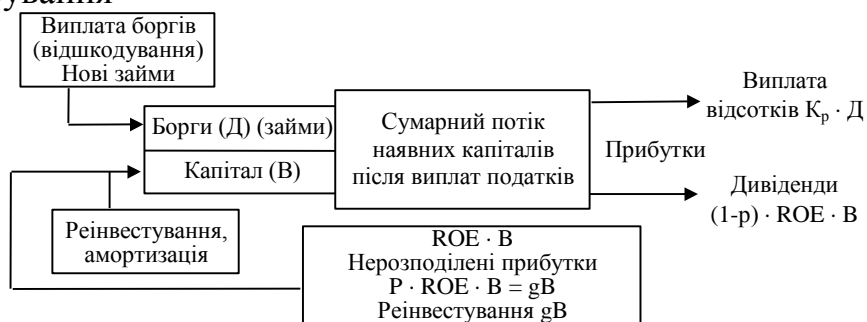 Виплата боргів
(відшкодування)
Нові займи
Борги (Д) (займи)
Капітал (В)
Сумарний потік
наявних капіталів
після виплат податків
Прибутки
Виплата
відсотків Kр · Д
Дивіденди
(1-р) · ROE · В
Реінвестування,
амортизація
ROE · В
Нерозподілені прибутки
Р · ROE · В = gВ
Реінвестування gВ